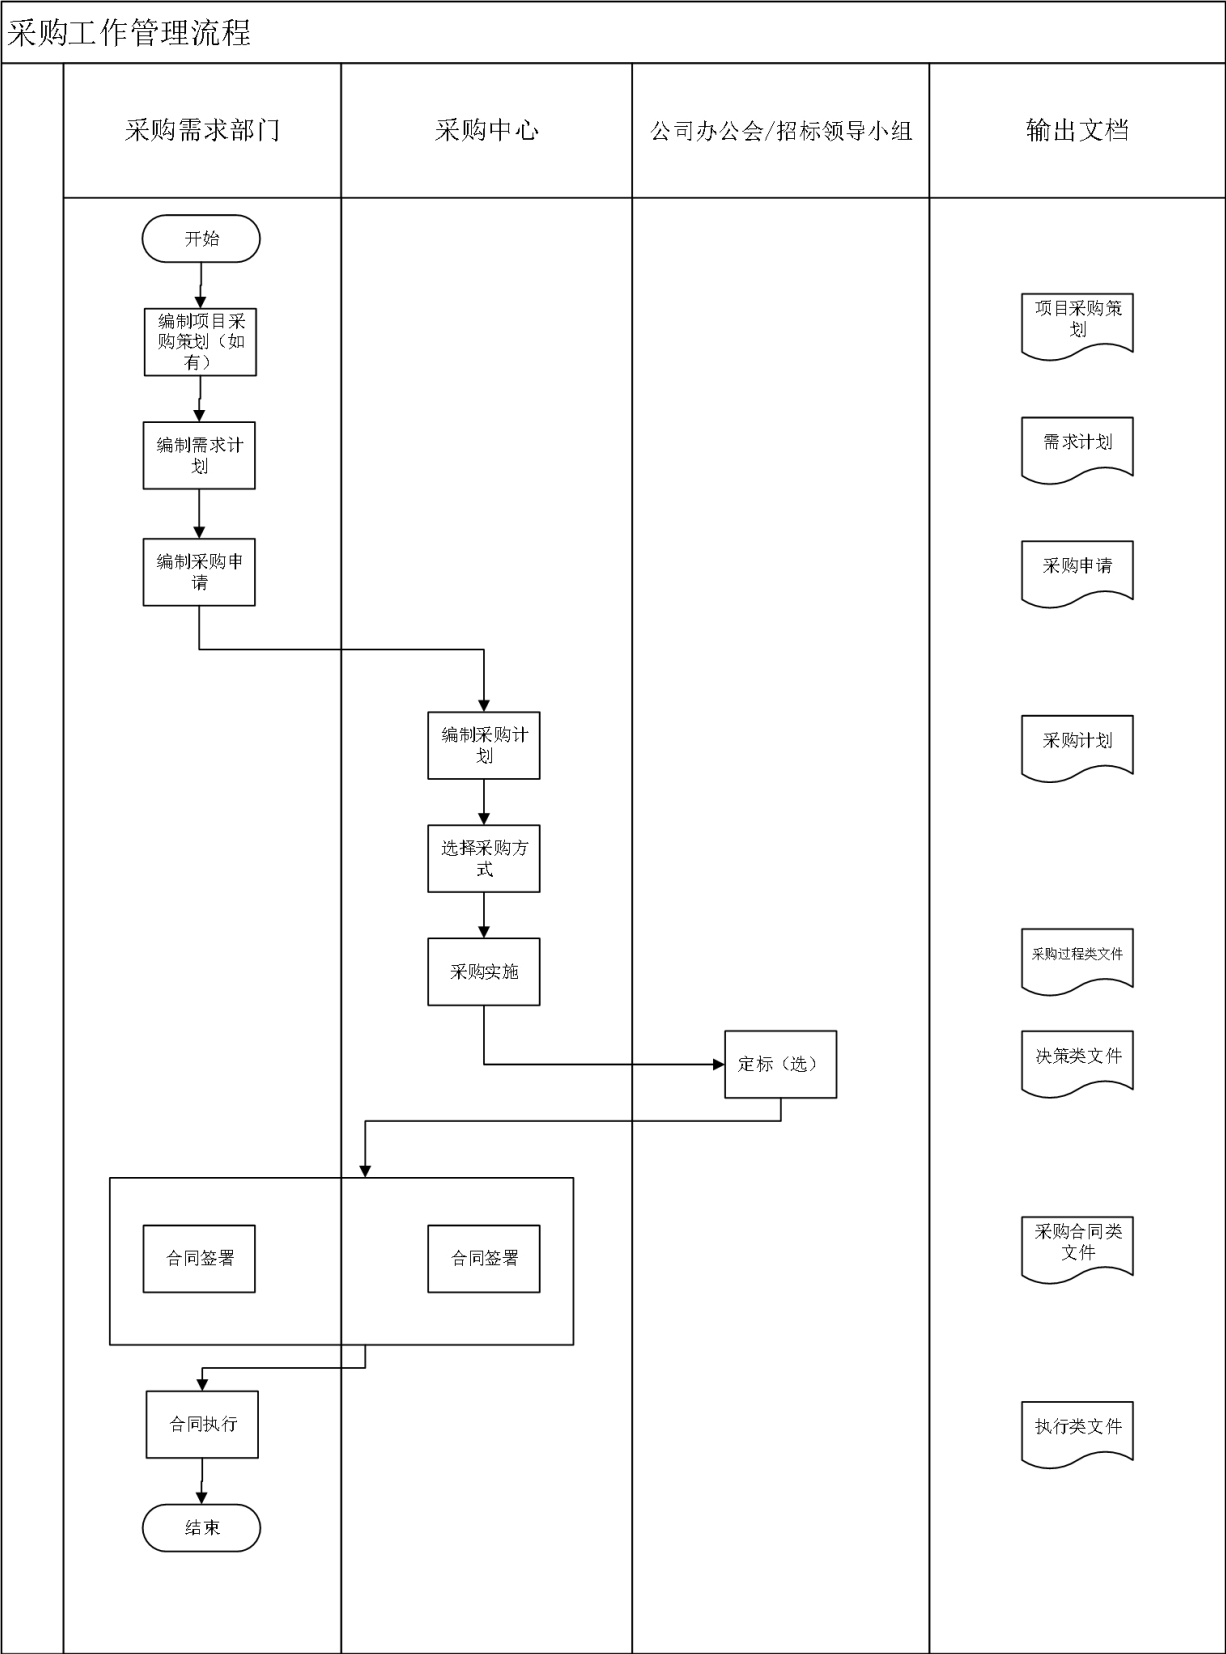 采购工作管理流程
采购需求部门
采购中心
公司办公会/招标领导小组
输出文档
开始
编制项目采
购策划（如
有）
项目采购策
划
编制需求计
划
需求计划
编制采购申
请
采购申请
编制采购计
划
采购计划
选择采购方
式
采购实施
采购过程类文件
定标（选）
决策类文件
合同签署
合同签署
采购合同类
文件
合同执行
执行类文件
结束